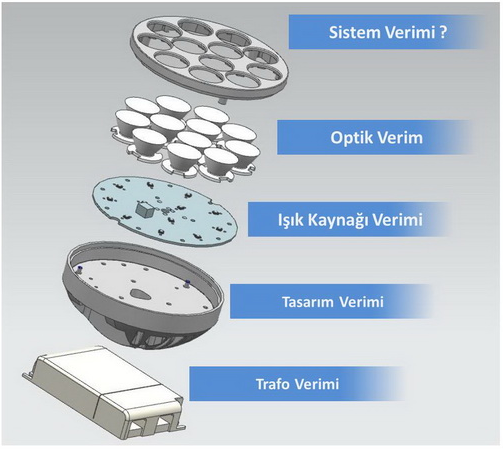 Sistem Verimi ?
Optik Verim
Işık Kaynağı Verimi
Tasarım Verimi
Trafo Verimi